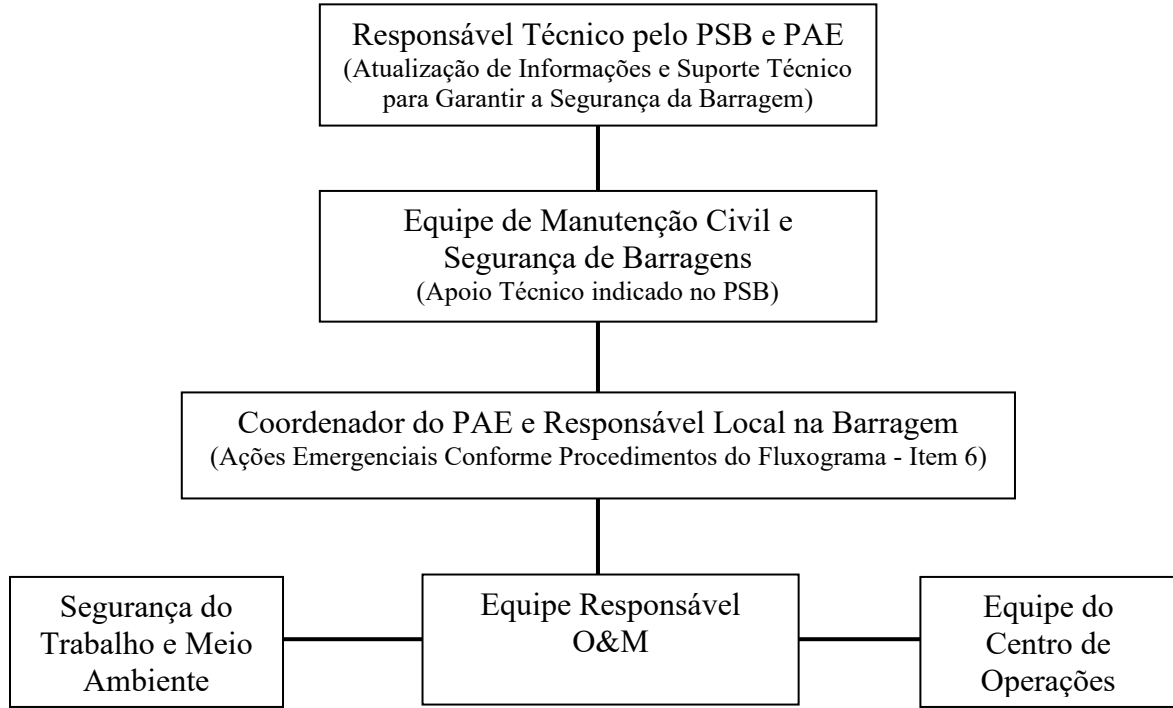 Responsável Técnico pelo PSB e PAE
(Atualização de Informações e Suporte Técnico
para Garantir a Segurança da Barragem)
Equipe de Manutenção Civil e
Segurança de Barragens
(Apoio Técnico indicado no PSB)
Coordenador do PAE e Responsável Local na Barragem
(Ações Emergenciais Conforme Procedimentos do Fluxograma - Item 6)
Segurança do
Trabalho e Meio
Ambiente
Equipe Responsável
O&M
Equipe do
Centro de
Operações